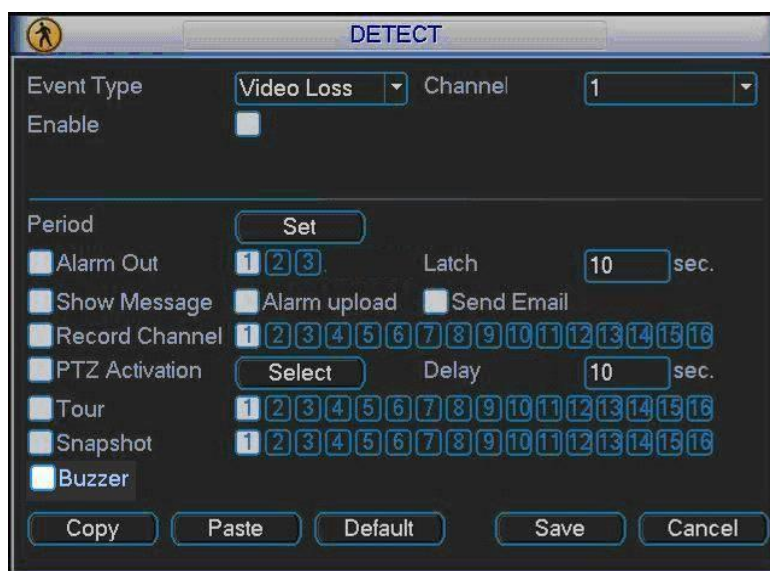 DETECT
Event Type Video Loss Channel 1
Enable
Period Set
Alarm Out 1 2 3. Latch 10 sec.
Show Message Alarm upload Send Email
Record Channel 1 2 3 4 5 6 7 8 9 10 11 12 13 14 15 16
PTZ Activation Select Delay 10 sec.
Tour 1 2 3 4 5 6 7 8 9 10 11 12 13 14 15 16
Snapshot 1 2 3 4 5 6 7 8 9 10 11 12 13 14 15 16
Buzzer
Copy Paste Default Save Cancel